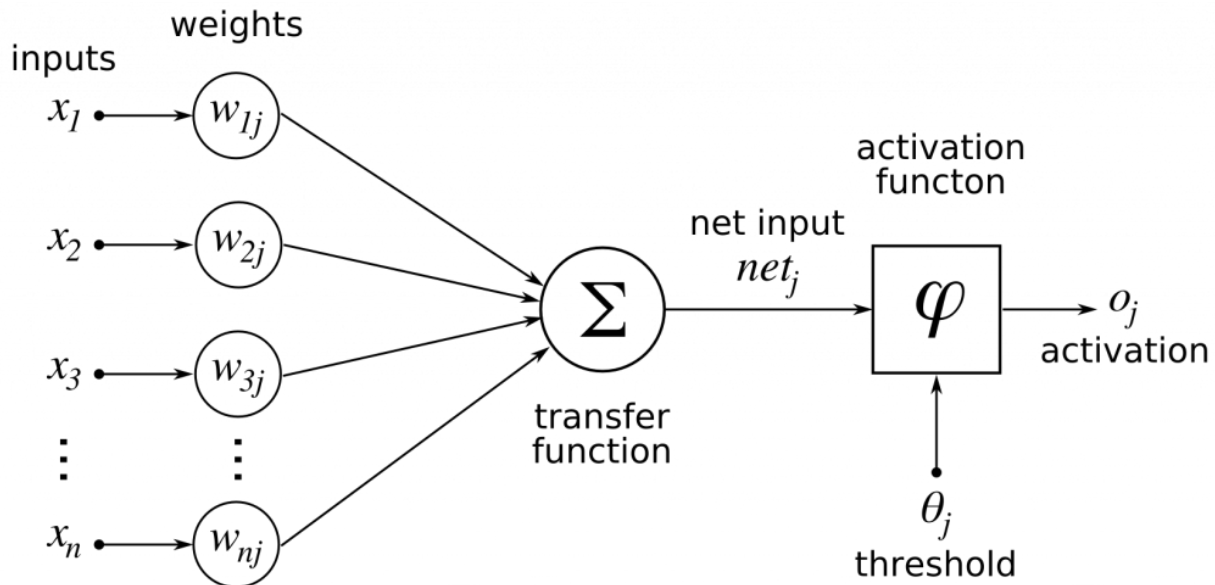 weights
inputs
x1 w1j
x2 w2j
x3 w3j
⋮ ⋮
xn wnj
Σ
transfer
function
net input
netj
activation
functon
φ
oj
activation
θj
threshold